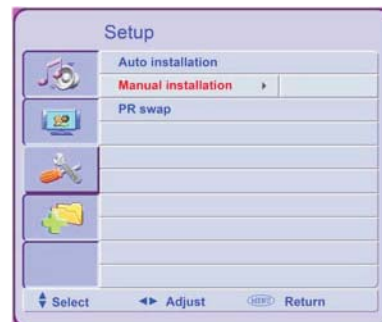 Setup
Auto installation
Manual installation
PR swap
Select Adjust Return